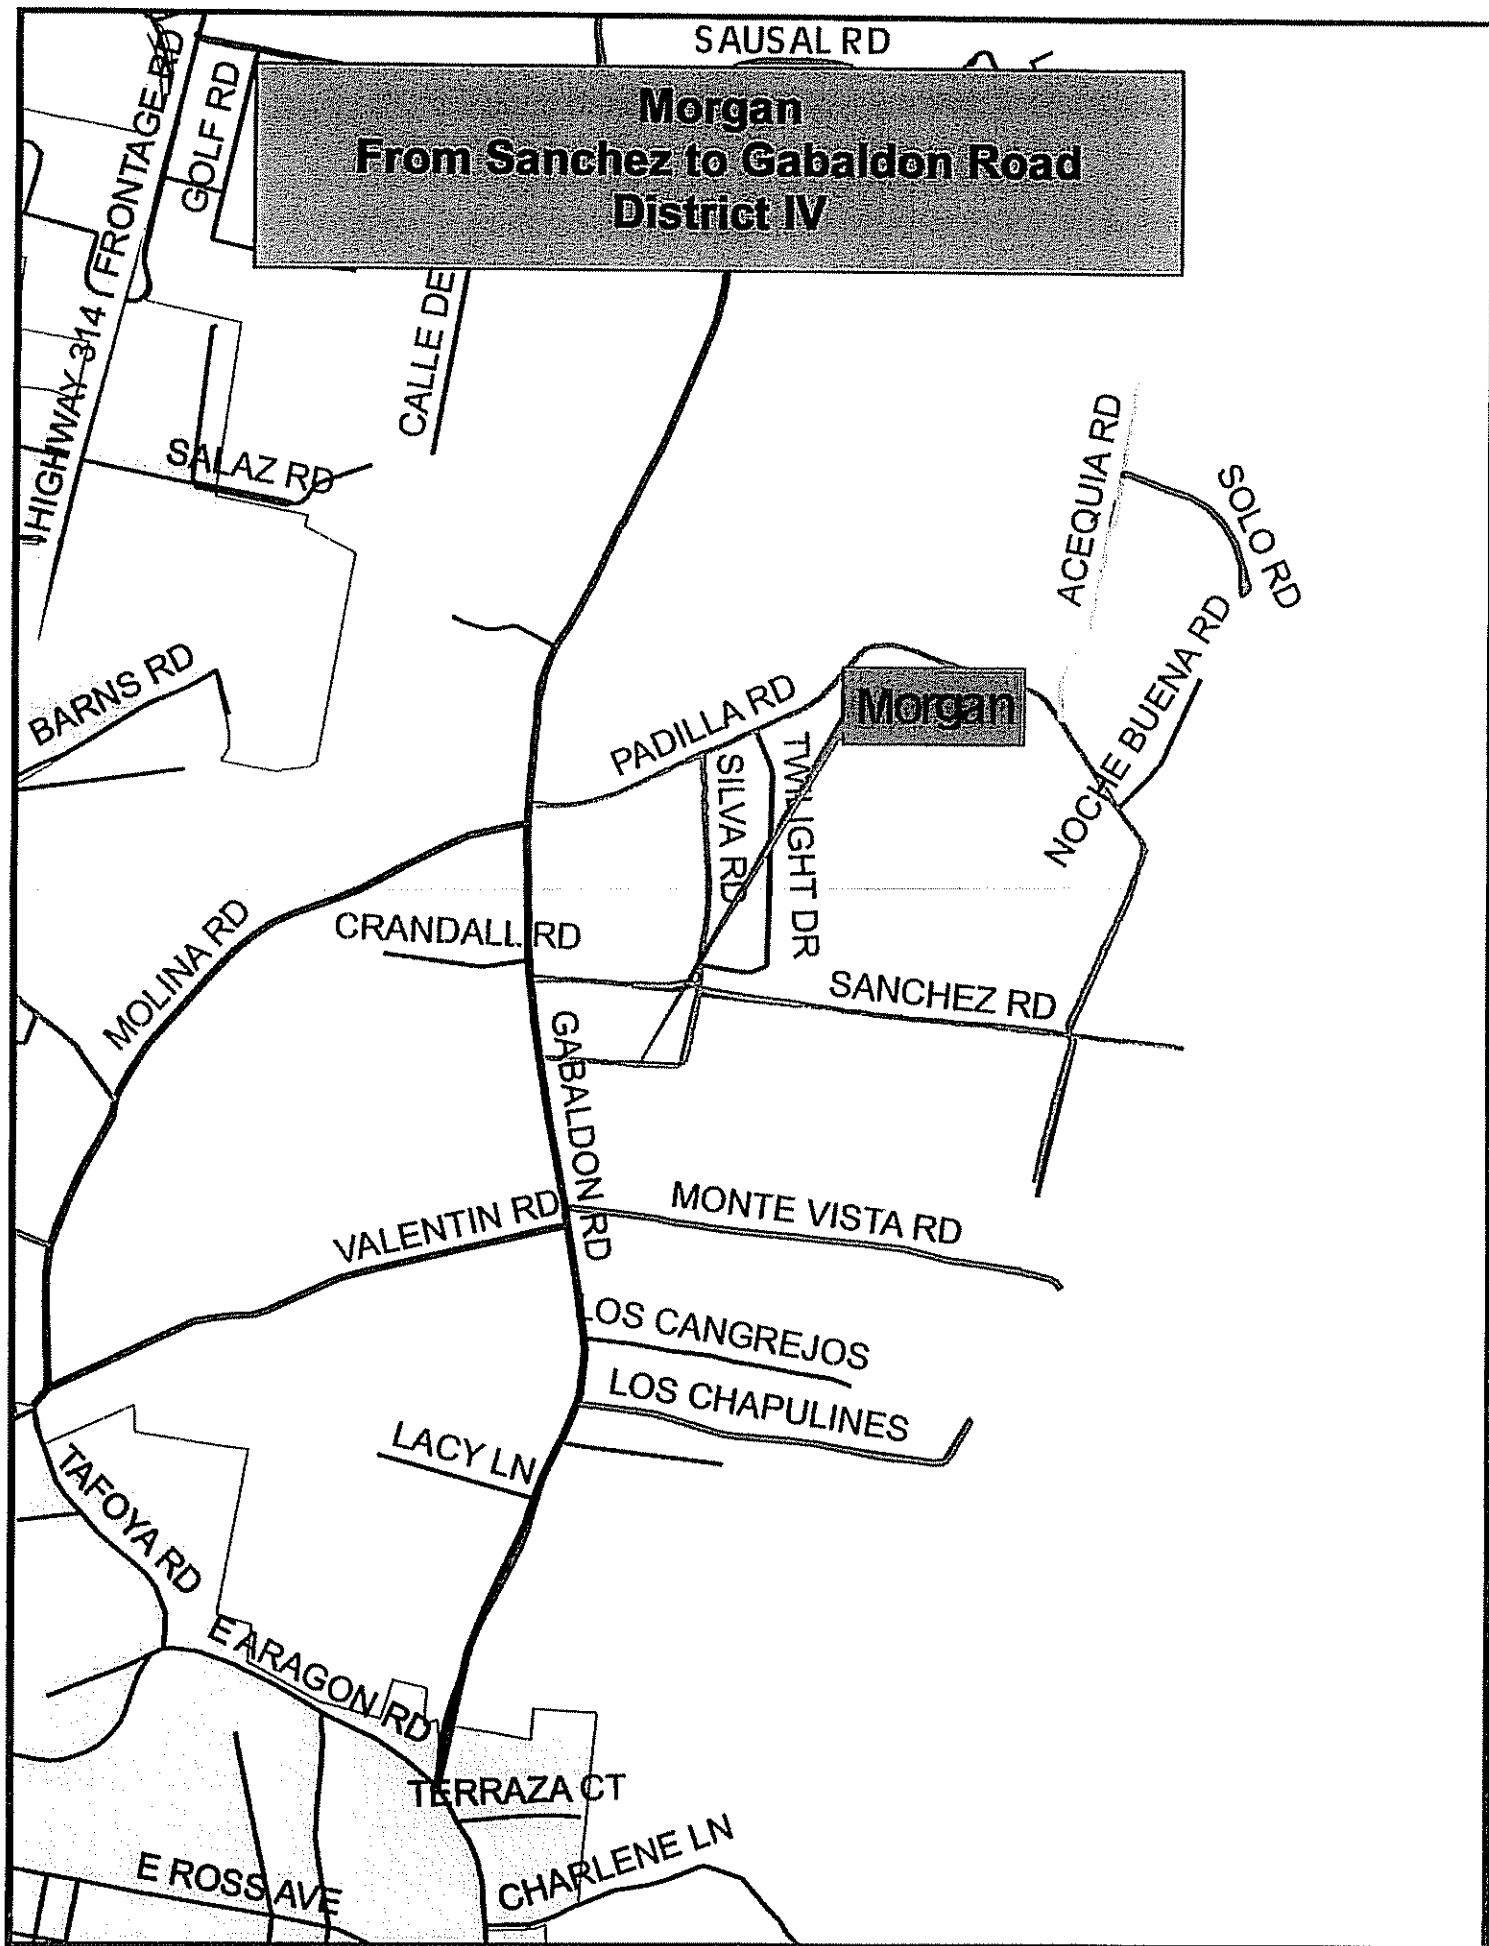 SAUSAL RD
Morgan
From Sanchez to Gabaldon Road
District IV
FRONTAGE RD
GOLF RD
HIGHWAY 314
CALLE DE
SALAZ RD
ACEQUIA RD
SOLO RD
BARNS RD
PADILLA RD
Morgan
NOCHE BUENA RD
SILVA RD
TWILIGHT DR
MOLINA RD
CRANDALL RD
SANCHEZ RD
GABALDON RD
VALENTIN RD
MONTE VISTA RD
LOS CANGREJOS
LOS CHAPULINES
LACY LN
TAFOYA RD
E ARAGON RD
TERRAZA CT
CHARLENE LN
E ROSS AVE